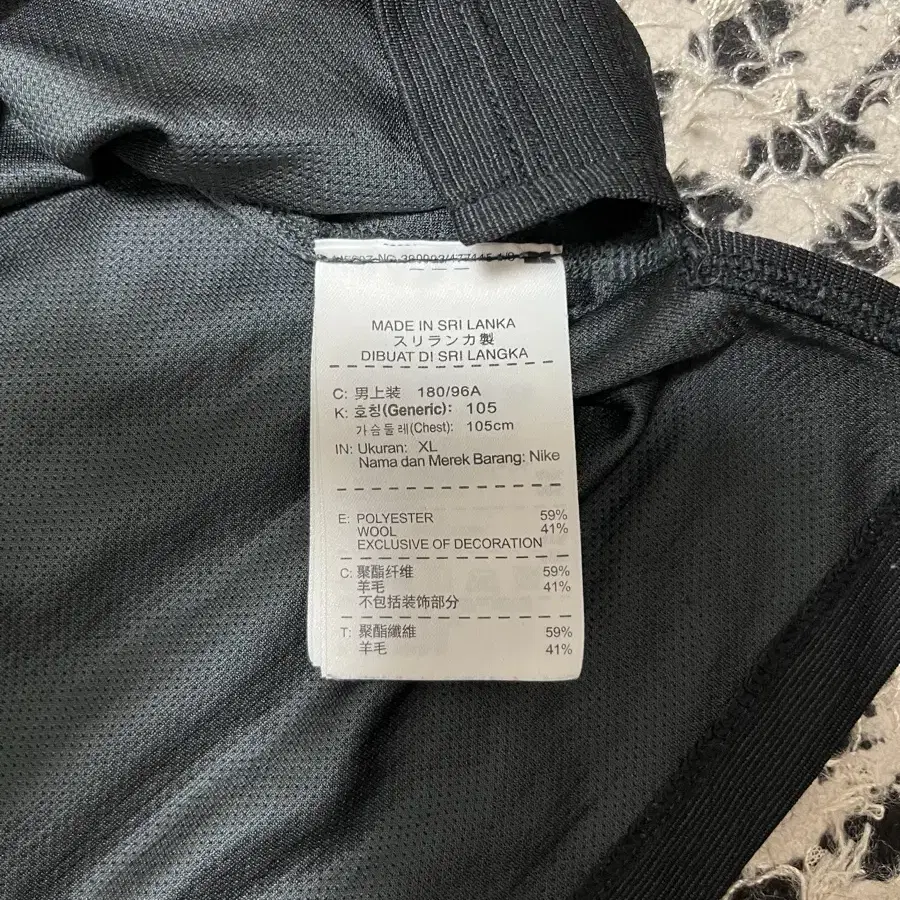 MADE IN SRI LANKA
スリランカ製
DIBUAT DI SRI LANGKA
C: 男上装 180/96A
K: 호칭(Generic): 105
가슴둘레(Chest): 105cm
IN: Ukuran: XL
Nama dan Merek Barang: Nike
E: POLYESTER 59%
WOOL 41%
EXCLUSIVE OF DECORATION
C: 聚酯纤维 59%
羊毛 41%
不包括装饰部分
T: 聚酯纖維 59%
羊毛 41%